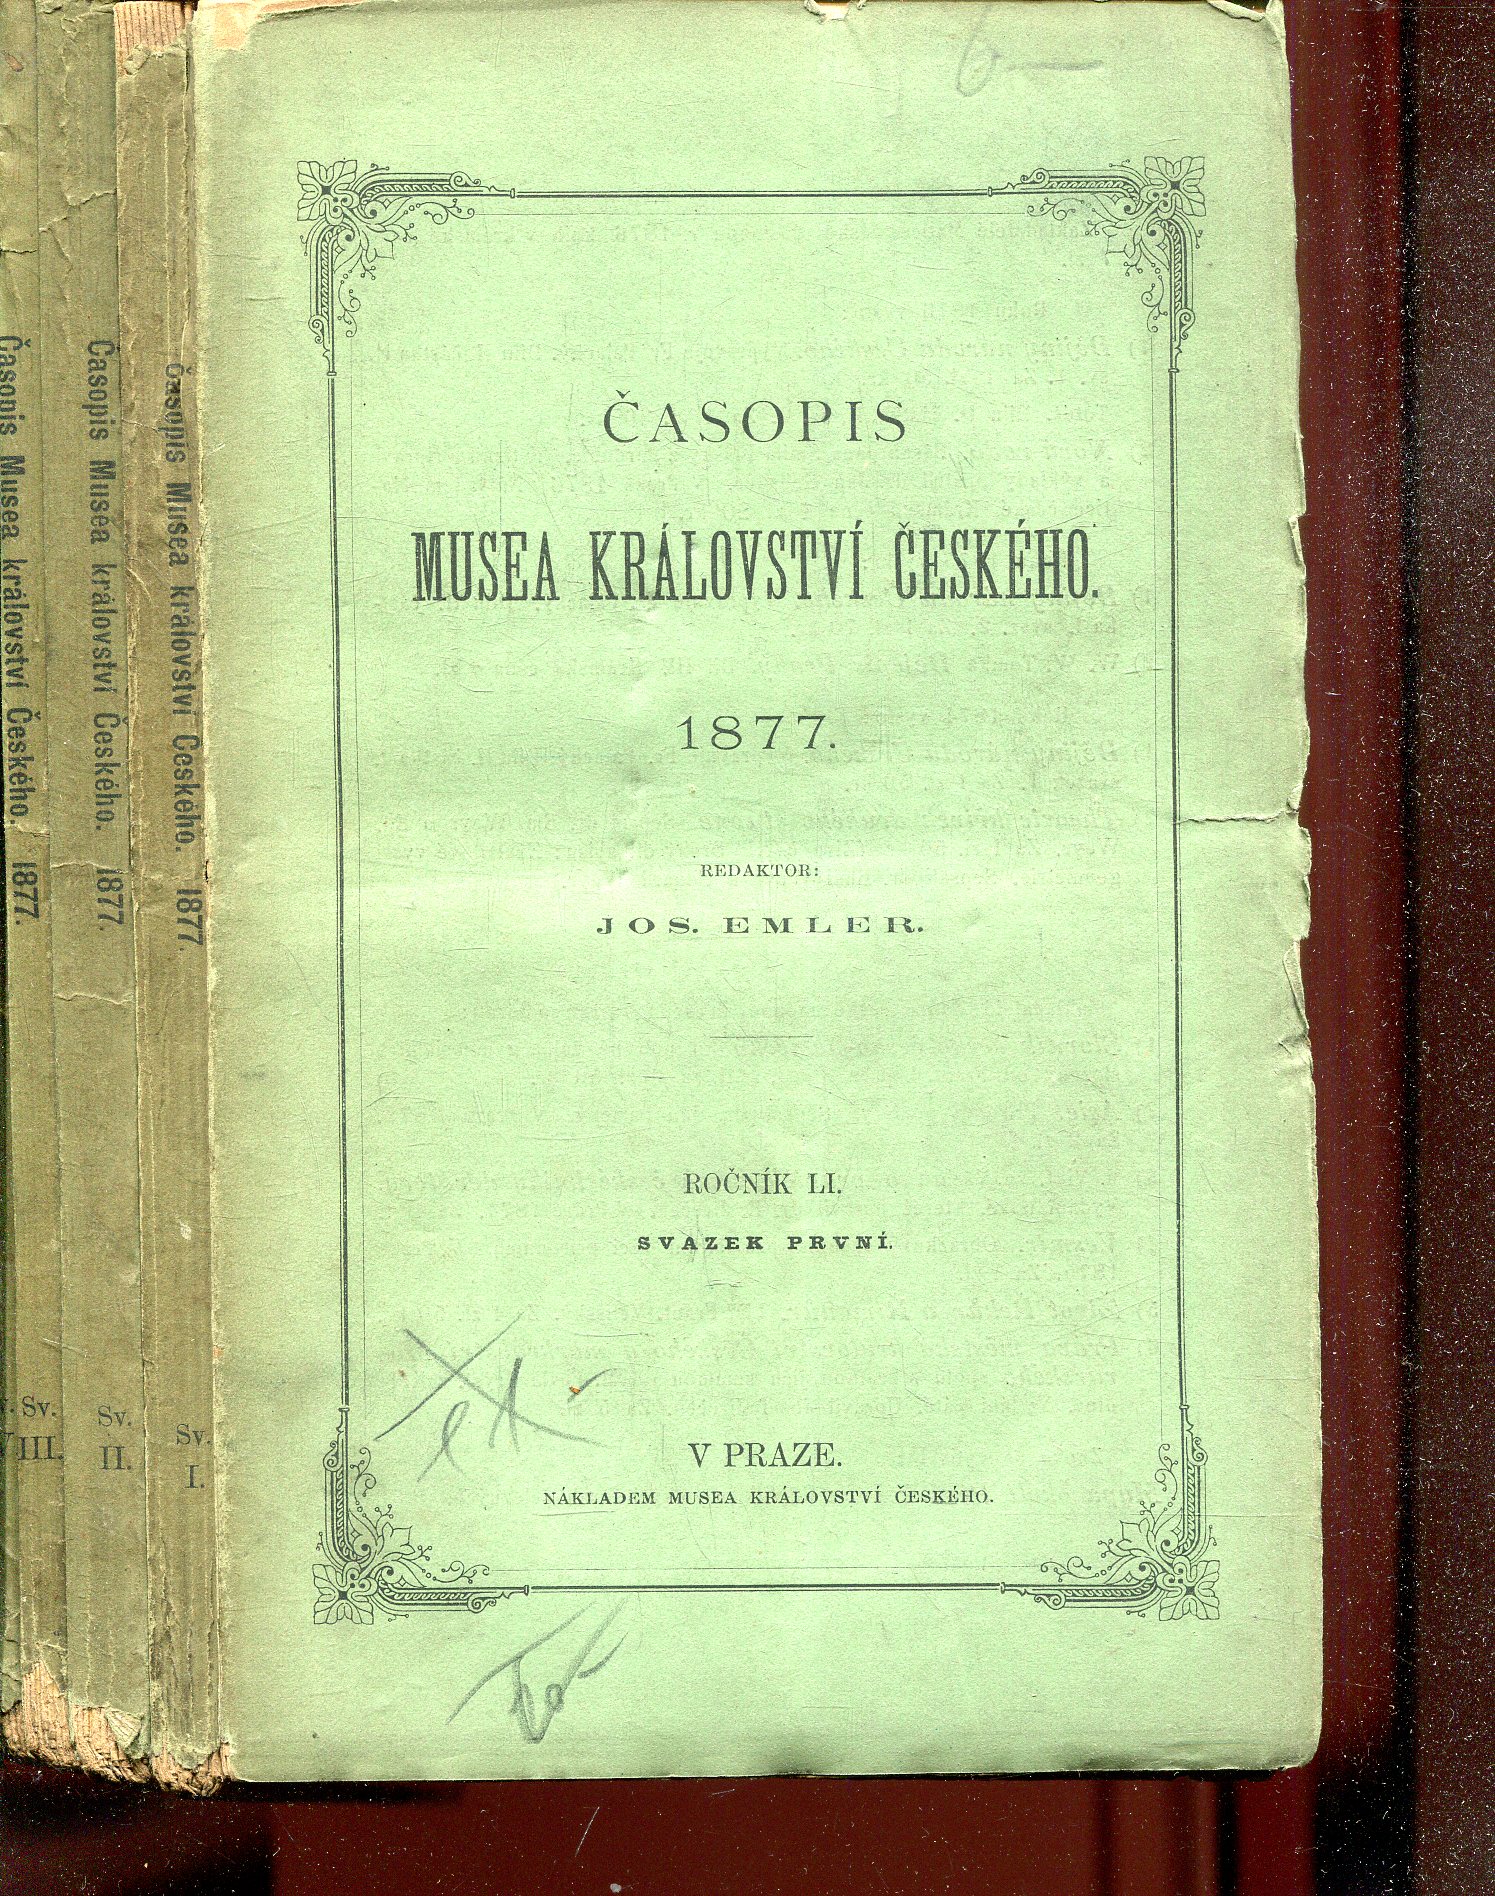 ČASOPIS
MUSEA KRÁLOVSTVÍ ČESKÉHO.
1877.
REDAKTOR:
JOS. EMLER.
ROČNÍK LI.
SVAZEK PRVNÍ.
V PRAZE.
NÁKLADEM MUSEA KRÁLOVSTVÍ ČESKÉHO.
Časopis Musea království Českého. 1877.
Sv.
I.
Časopis Musea království Českého. 1877.
Sv.
II.
Časopis Musea království Českého. 1877.
Sv.
III.